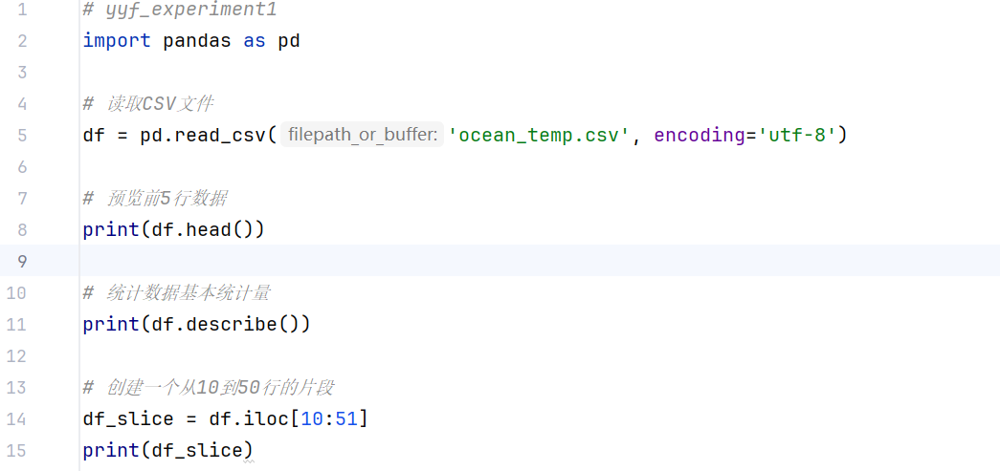 1 # yyf_experiment1
2 import pandas as pd
3
4 # 读取CSV文件
5 df = pd.read_csv( filepath_or_buffer: 'ocean_temp.csv', encoding='utf-8')
6
7 # 预览前5行数据
8 print(df.head())
9
10 # 统计数据基本统计量
11 print(df.describe())
12
13 # 创建一个从10到50行的片段
14 df_slice = df.iloc[10:51]
15 print(df_slice)